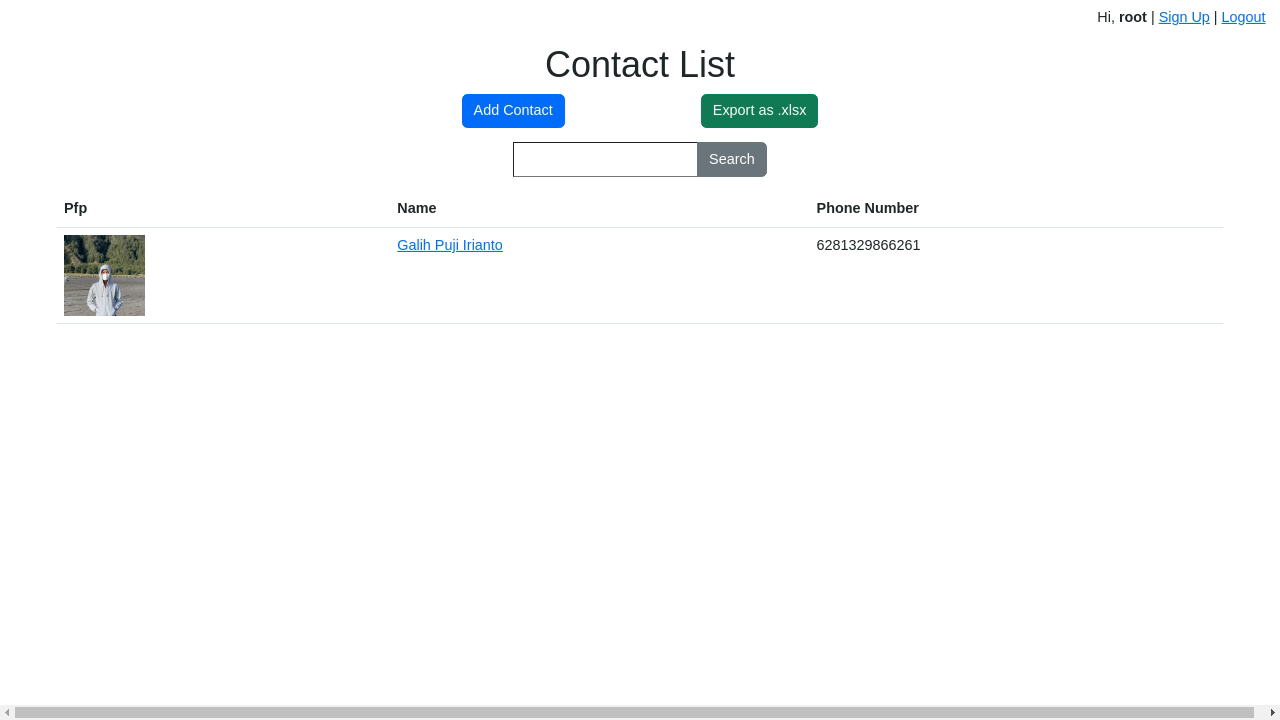 Hi, root | Sign Up | Logout
Contact List
Add Contact
Export as .xlsx
Search
Pfp Name Phone Number
Galih Puji Irianto 6281329866261